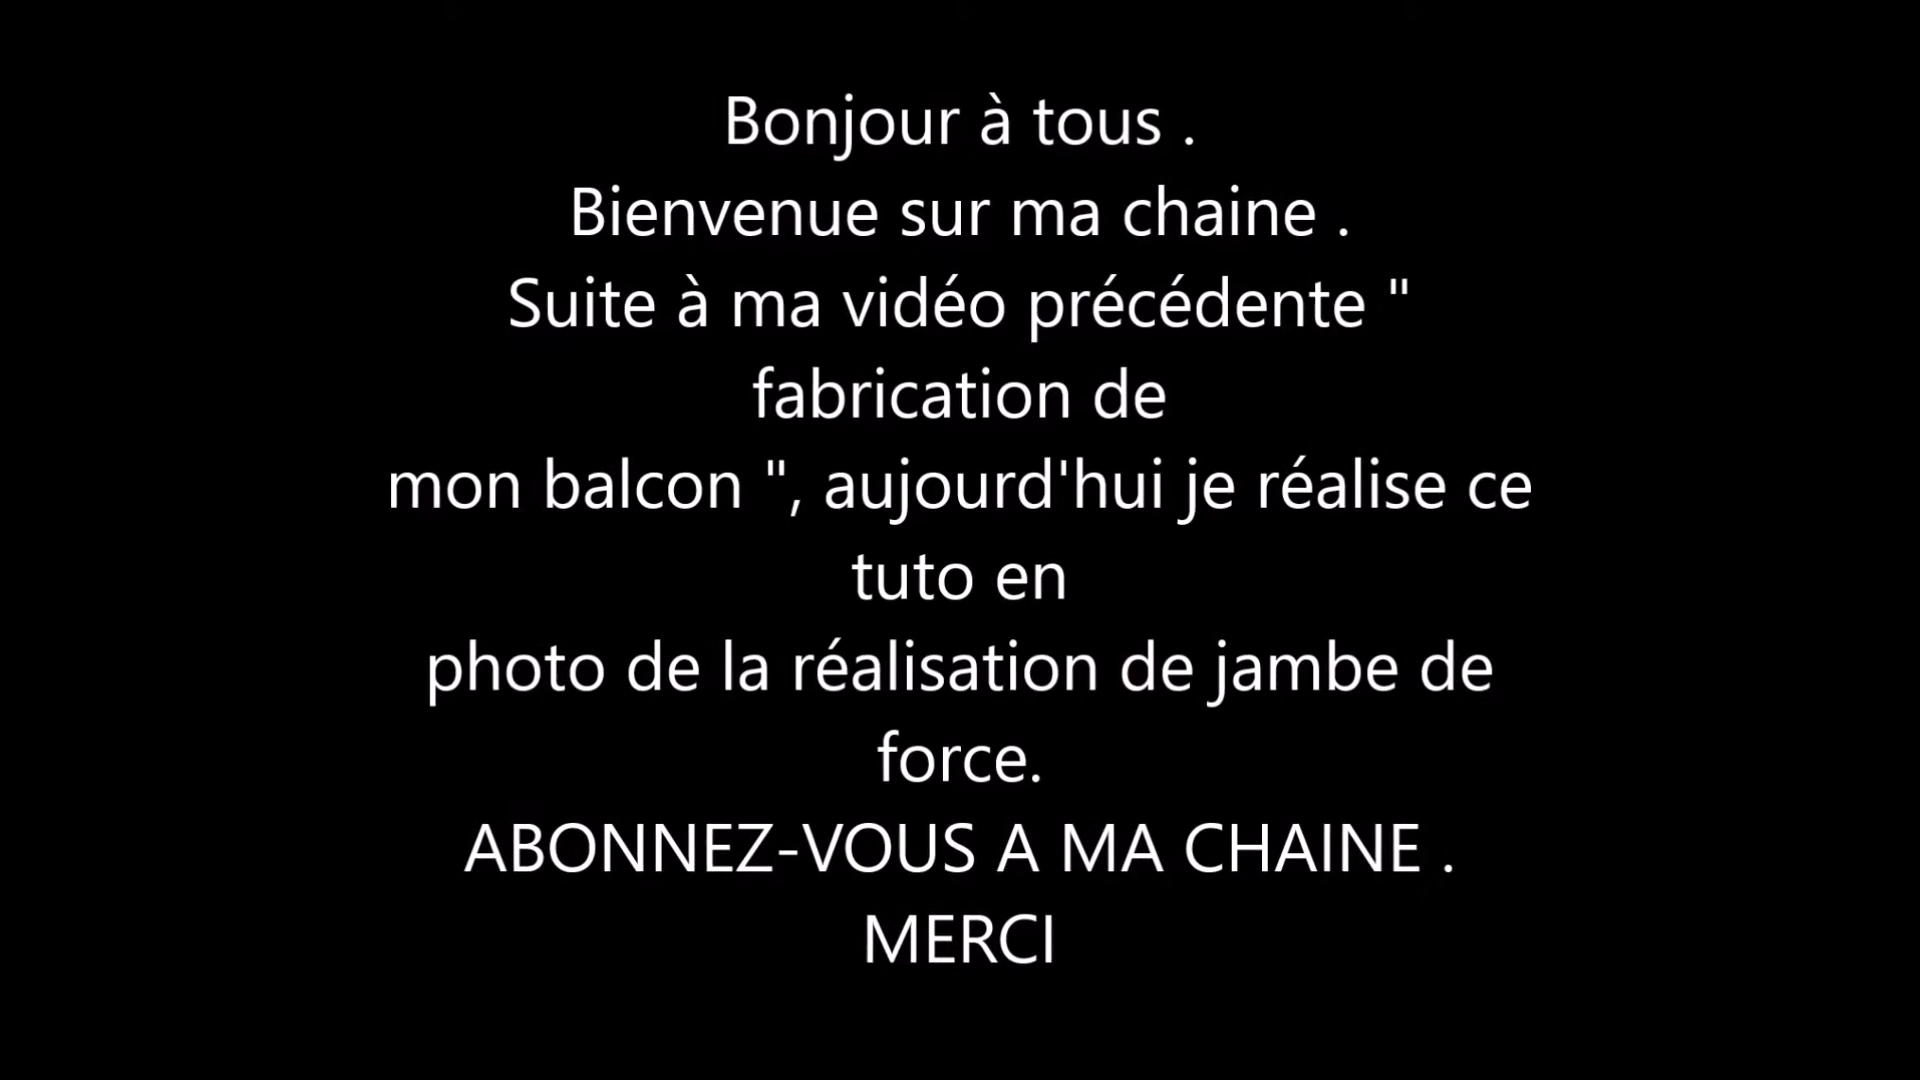 Bonjour à tous .
Bienvenue sur ma chaine .
Suite à ma vidéo précédente "
fabrication de
mon balcon ", aujourd'hui je réalise ce
tuto en
photo de la réalisation de jambe de
force.
ABONNEZ-VOUS A MA CHAINE .
MERCI